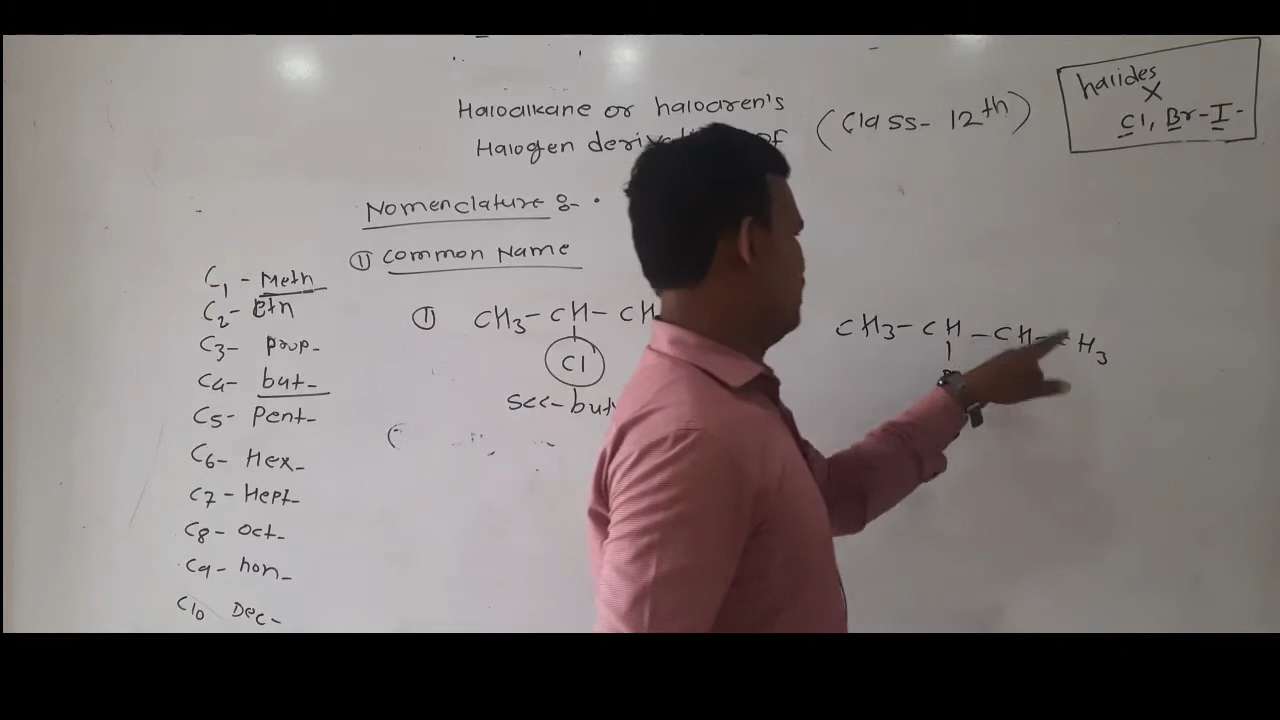 Haloalkane or haloaren's
Halogen of
(Class- 12th)
halides
X
Cl, Br-I-
Nomenclature :-
① Common Name
C1 - Meth
C2 - Eth
C3- prop-
C4- but-
C5- Pent-
C6- Hex-
C7 - Hept-
C8- Oct-
C9- non-
C10 Dec-
① CH3- CH- CH
Cl
sec-but
CH3- CH - CH- CH3